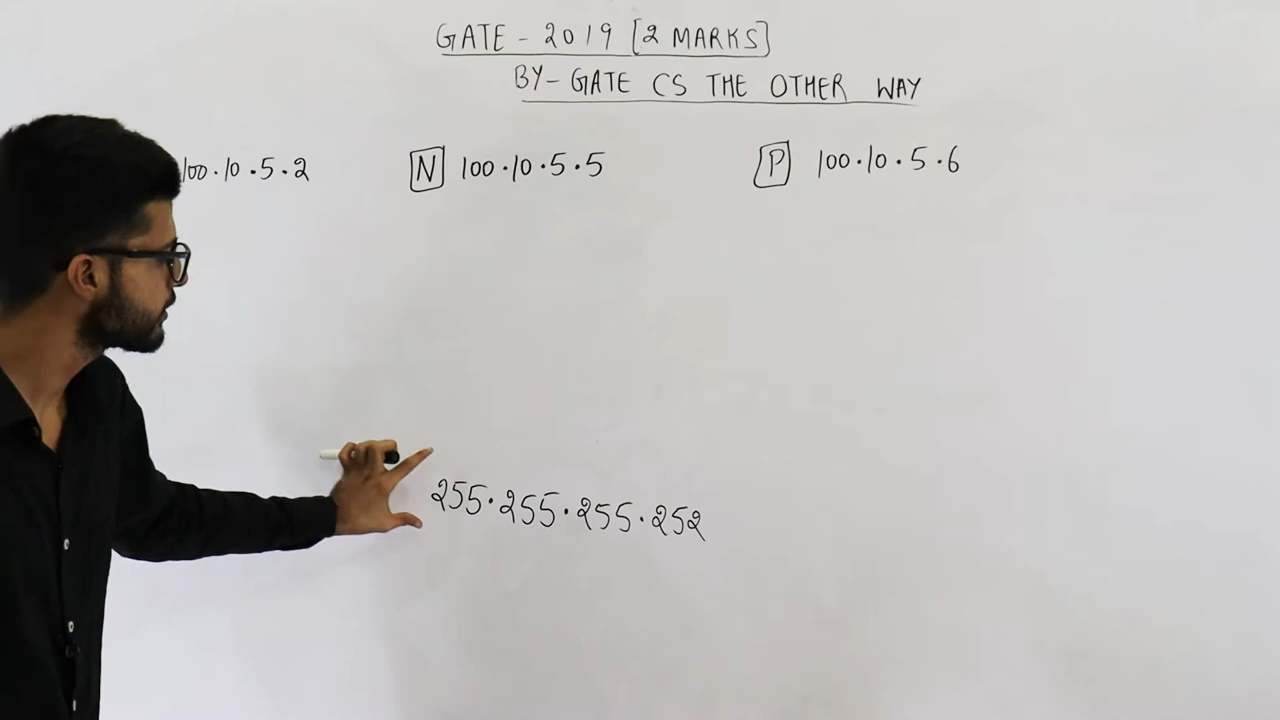 GATE - 2019 [2 MARKS]
BY- GATE CS THE OTHER WAY
100.10.5.2 N 100.10.5.5 P 100.10.5.6
255.255.255.252